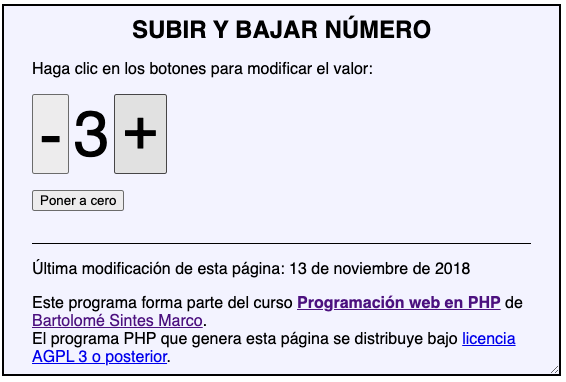 SUBIR Y BAJAR NÚMERO
Haga clic en los botones para modificar el valor:
- 3 +
Poner a cero
Última modificación de esta página: 13 de noviembre de 2018
Este programa forma parte del curso Programación web en PHP de
Bartolomé Sintes Marco.
El programa PHP que genera esta página se distribuye bajo licencia
AGPL 3 o posterior.